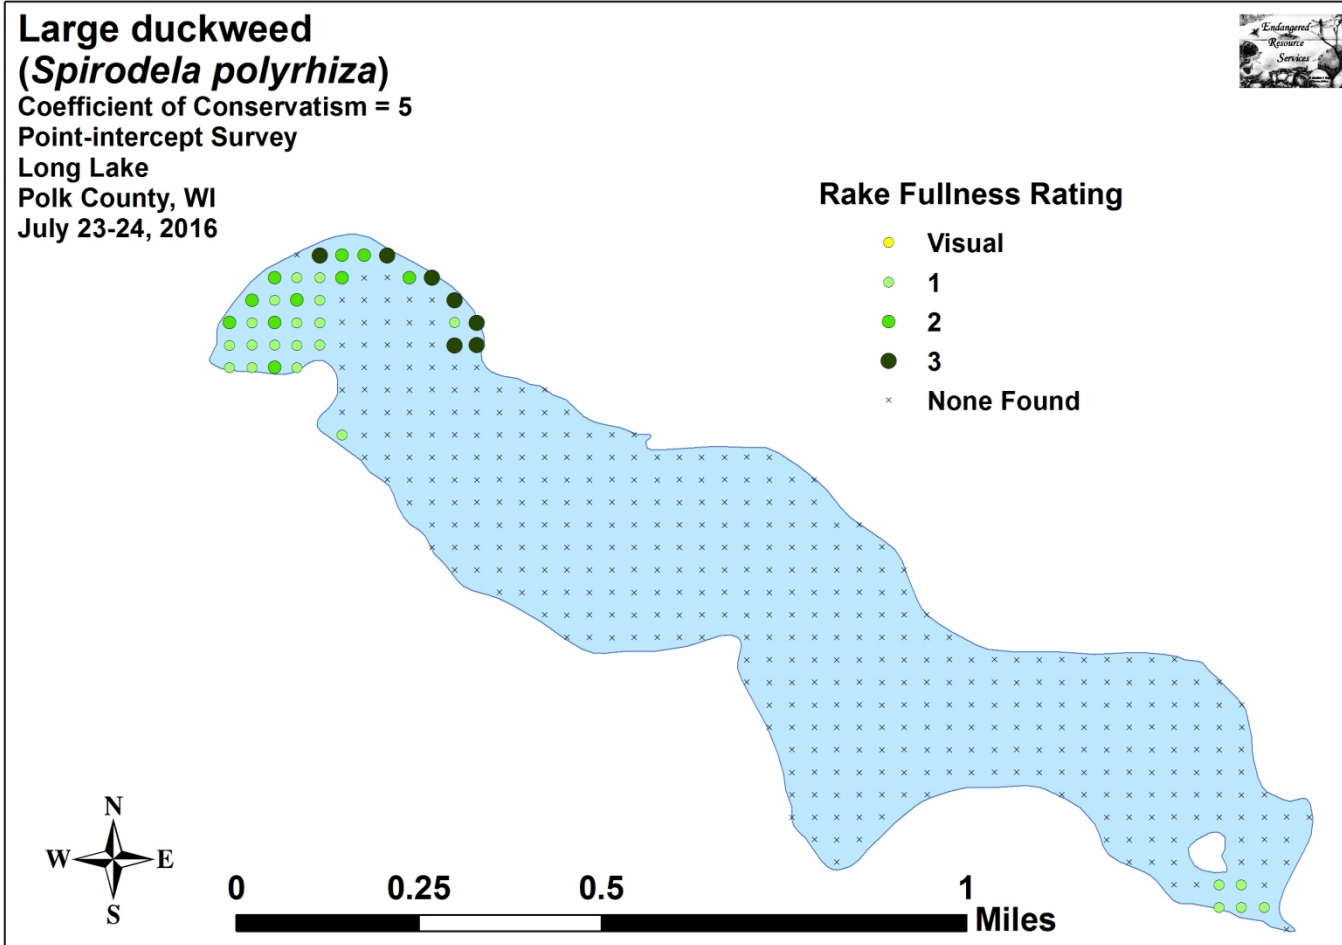 Large duckweed
(Spirodela polyrhiza)
Coefficient of Conservatism = 5
Point-intercept Survey
Long Lake
Polk County, WI
July 23-24, 2016
Endangered
Resource
Services
Rake Fullness Rating
Visual
1
2
3
None Found
N
W E
S
0 0.25 0.5 1
Miles